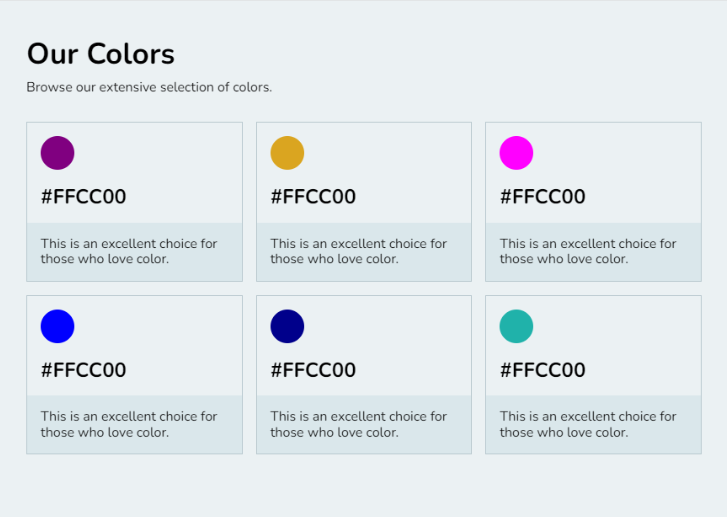 Our Colors
Browse our extensive selection of colors.
#FFCC00
This is an excellent choice for
those who love color.
#FFCC00
This is an excellent choice for
those who love color.
#FFCC00
This is an excellent choice for
those who love color.
#FFCC00
This is an excellent choice for
those who love color.
#FFCC00
This is an excellent choice for
those who love color.
#FFCC00
This is an excellent choice for
those who love color.